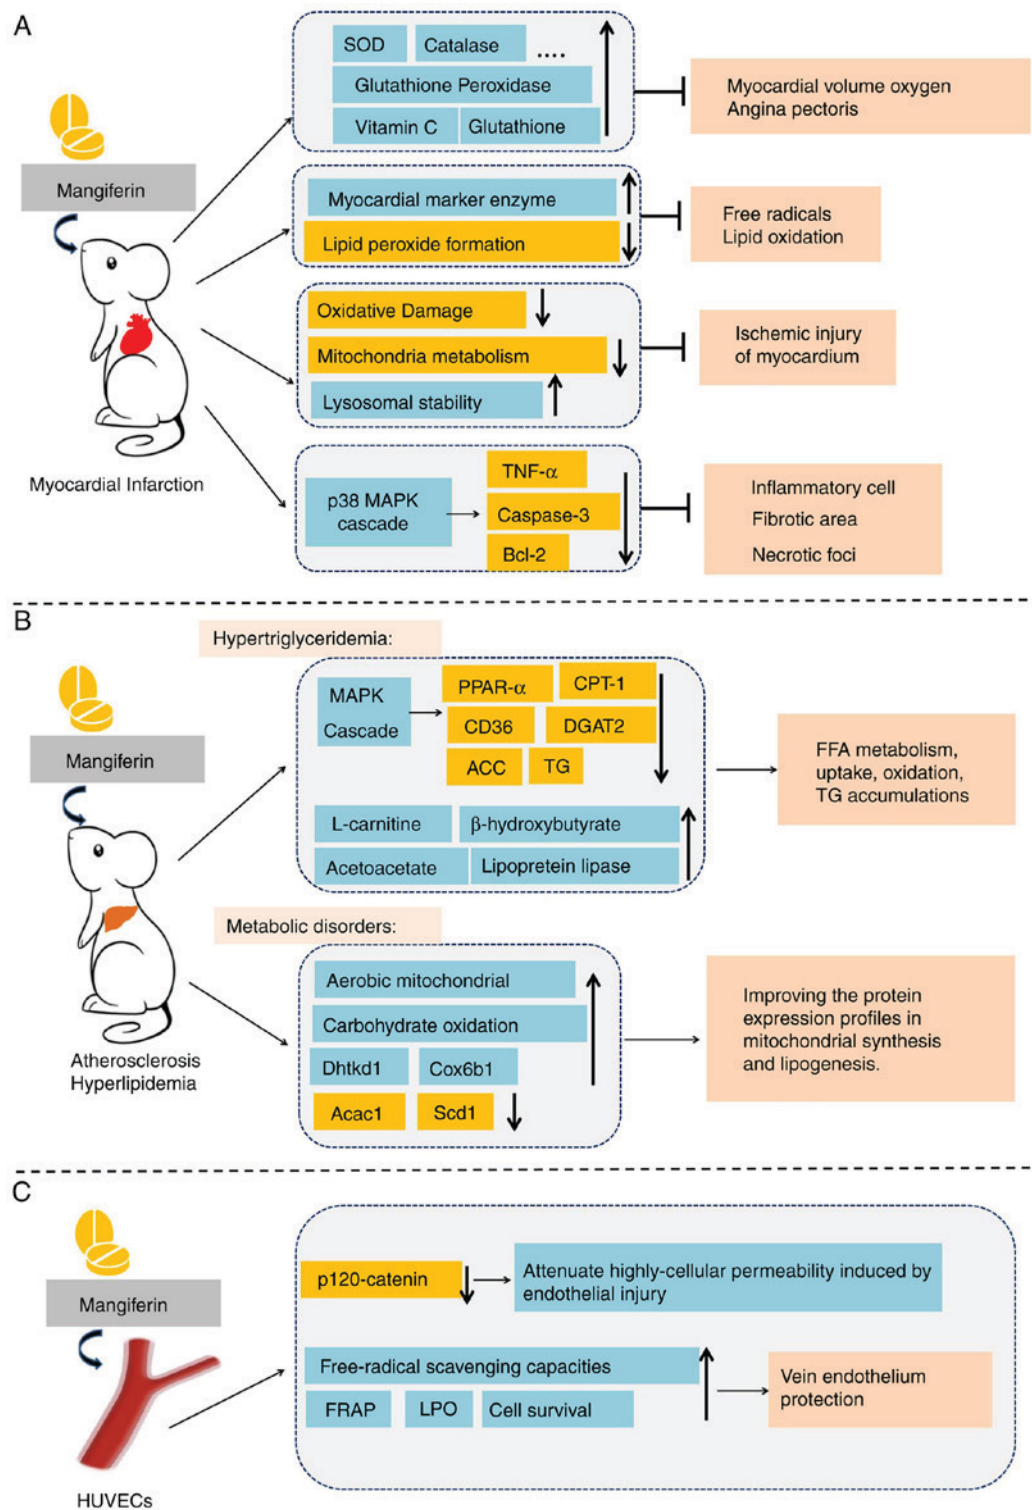 A
SOD
Catalase
....
Glutathione Peroxidase
Vitamin C
Glutathione
Myocardial volume oxygen
Angina pectoris
Mangiferin
Myocardial marker enzyme
Lipid peroxide formation
Free radicals
Lipid oxidation
Oxidative Damage
Mitochondria metabolism
Lysosomal stability
Ischemic injury
of myocardium
Myocardial Infarction
p38 MAPK
cascade
TNF-α
Caspase-3
Bcl-2
Inflammatory cell
Fibrotic area
Necrotic foci
B
Hypertriglyceridemia:
Mangiferin
MAPK
Cascade
PPAR-α
CPT-1
CD36
DGAT2
ACC
TG
L-carnitine
β-hydroxybutyrate
Acetoacetate
Lipopretein lipase
FFA metabolism,
uptake, oxidation,
TG accumulations
Metabolic disorders:
Aerobic mitochondrial
Carbohydrate oxidation
Dhtkd1
Cox6b1
Acac1
Scd1
Improving the protein
expression profiles in
mitochondrial synthesis
and lipogenesis.
Atherosclerosis
Hyperlipidemia
C
Mangiferin
p120-catenin
Attenuate highly-cellular permeability induced by
endothelial injury
Free-radical scavenging capacities
FRAP
LPO
Cell survival
Vein endothelium
protection
HUVECs